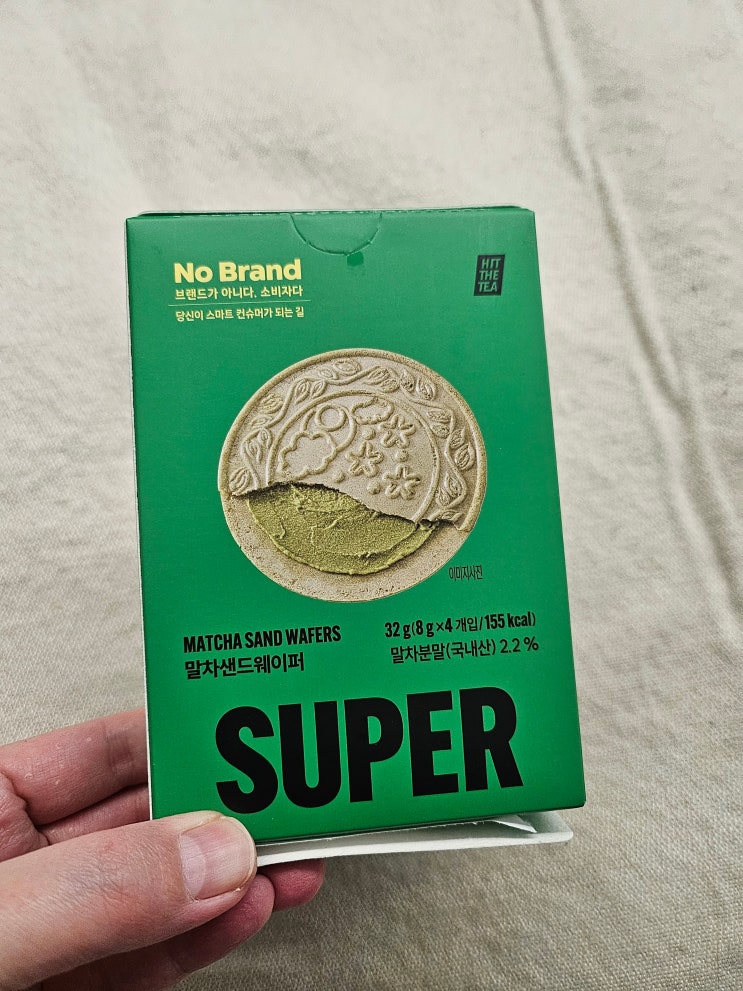 No Brand
브랜드가 아니다. 소비자다
당신이 스마트 컨슈머가 되는 길
HIT
THE
TEA
이미지사진
MATCHA SAND WAFERS
말차샌드웨이퍼
32 g(8 g×4 개입/155 kcal)
말차분말(국내산) 2.2 %
SUPER